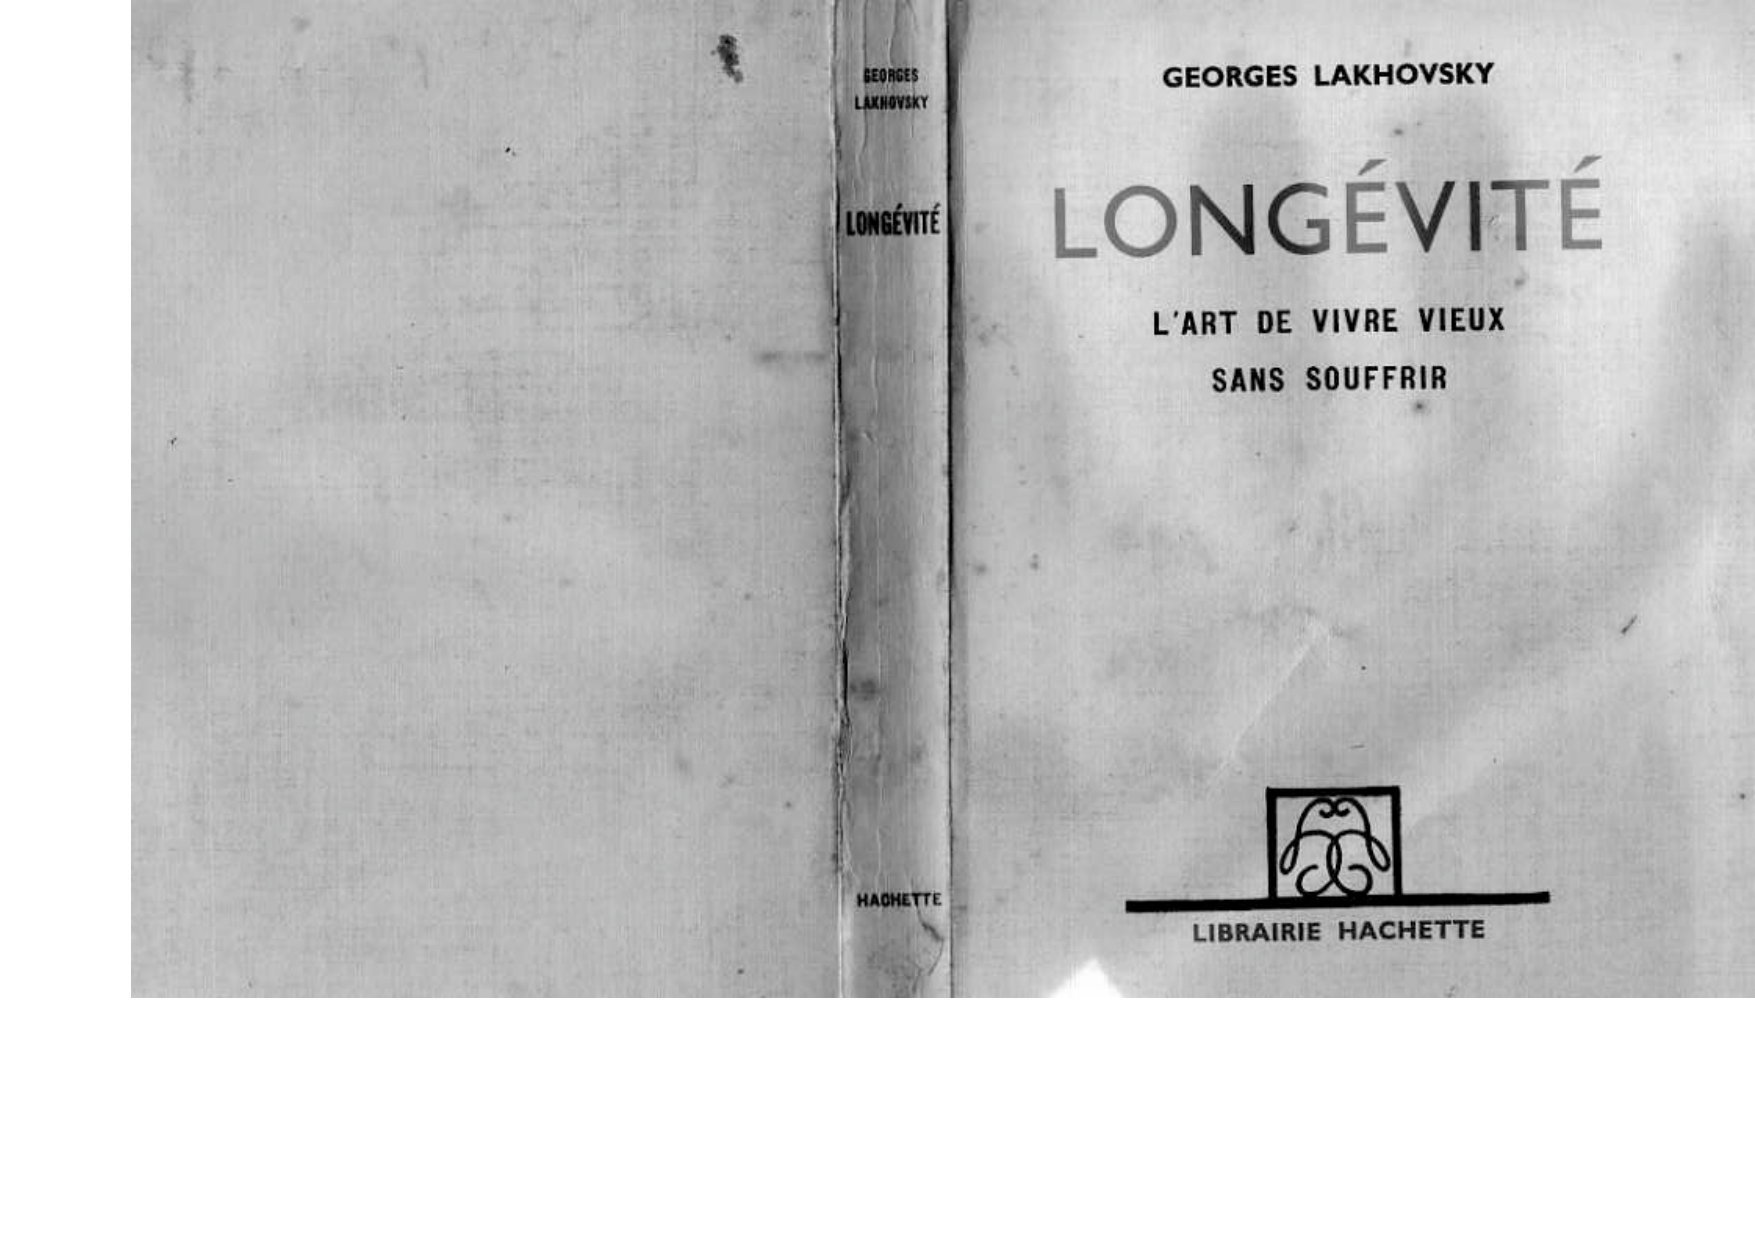 GEORGES
LAKHOVSKY
LONGÉVITÉ
HACHETTE
GEORGES LAKHOVSKY
LONGÉVITÉ
L'ART DE VIVRE VIEUX
SANS SOUFFRIR
LIBRAIRIE HACHETTE